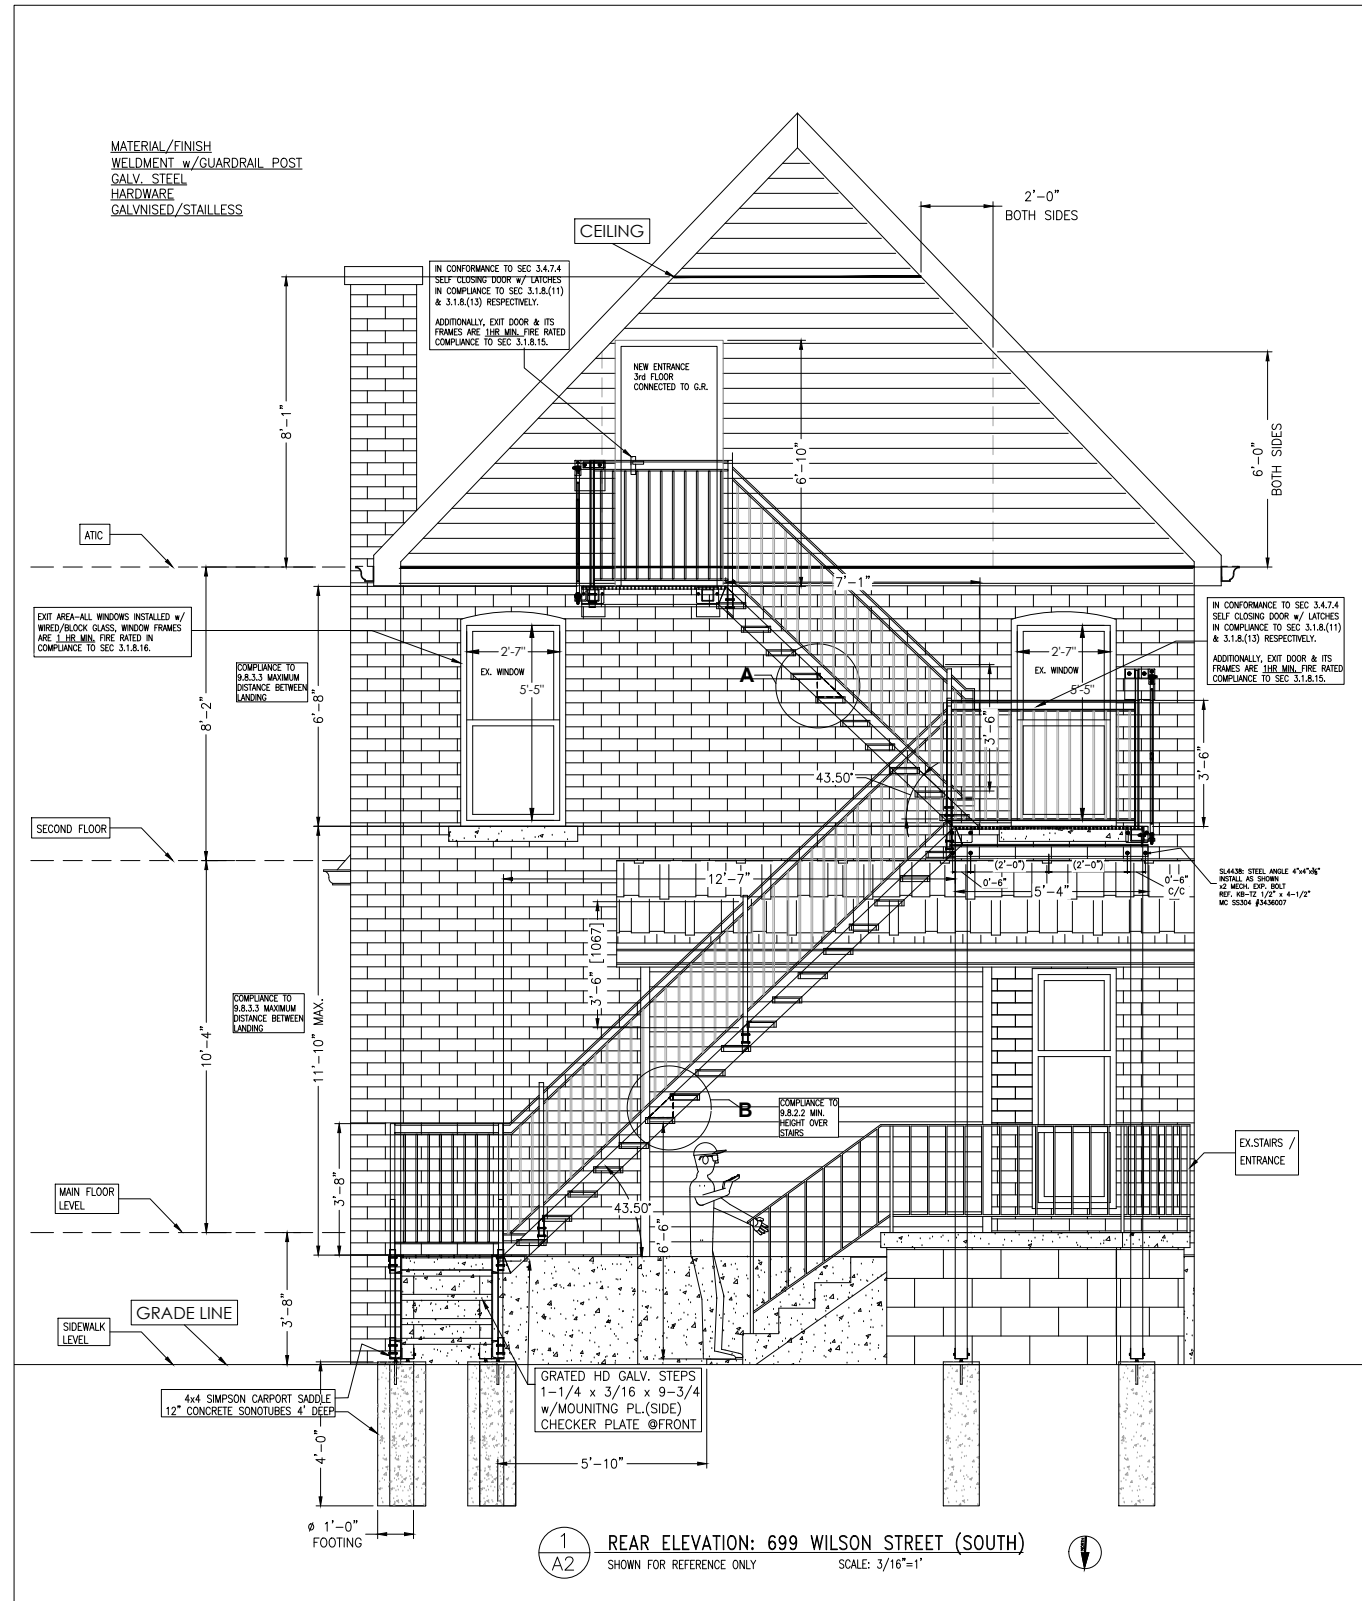 MATERIAL/FINISH
WELDMENT w/GUARDRAIL POST
GALV. STEEL
HARDWARE
GALVNISED/STAILLESS
2'-0"
BOTH SIDES
CEILING
IN CONFORMANCE TO SEC 3.4.7.4
SELF CLOSING DOOR w/ LATCHES
IN COMPLIANCE TO SEC 3.1.8.(11)
& 3.1.8.(13) RESPECTIVELY.
ADDITIONALLY, EXIT DOOR & ITS
FRAMES ARE 1HR MIN. FIRE RATED
COMPLIANCE TO SEC 3.1.8.15.
NEW ENTRANCE
3rd FLOOR
CONNECTED TO G.R.
8'-1"
6'-10"
6'-0"
BOTH SIDES
ATIC
7'-1"
EXIT AREA-ALL WINDOWS INSTALLED w/
WIRED/BLOCK GLASS, WINDOW FRAMES
ARE 1 HR MIN. FIRE RATED IN
COMPLIANCE TO SEC 3.1.8.16.
IN CONFORMANCE TO SEC 3.4.7.4
SELF CLOSING DOOR w/ LATCHES
IN COMPLIANCE TO SEC 3.1.8.(11)
& 3.1.8.(13) RESPECTIVELY.
ADDITIONALLY, EXIT DOOR & ITS
FRAMES ARE 1HR MIN. FIRE RATED
COMPLIANCE TO SEC 3.1.8.15.
COMPLIANCE TO
9.8.3.3 MAXIMUM
DISTANCE BETWEEN
LANDING
8'-2"
6'-8"
2'-7"
EX. WINDOW
5'-5"
A
2'-7"
EX. WINDOW
5'-5"
3'-6"
3'-6"
43.50°
SECOND FLOOR
12'-7"
(2'-0")
(2'-0")
0'-6"
0'-6"
C/C
5'-4"
SL4438: STEEL ANGLE 4"x4"x⅜"
INSTALL AS SHOWN
x2 MECH. EXP. BOLT
REF. KB-TZ 1/2" x 4-1/2"
MC SS304 #3436007
3'-6" [1067]
COMPLIANCE TO
9.8.3.3 MAXIMUM
DISTANCE BETWEEN
LANDING
10'-4"
11'-10" MAX.
B
COMPLIANCE TO
9.8.2.2 MIN.
HEIGHT OVER
STAIRS
EX.STAIRS /
ENTRANCE
3'-8"
MAIN FLOOR
LEVEL
43.50°
6'-6"
3'-8"
GRADE LINE
SIDEWALK
LEVEL
4x4 SIMPSON CARPORT SADDLE
12" CONCRETE SONOTUBES 4' DEEP
GRATED HD GALV. STEPS
1-1/4 x 3/16 x 9-3/4
w/MOUNITNG PL.(SIDE)
CHECKER PLATE @FRONT
4'-0"
5'-10"
ø 1'-0"
FOOTING
1
A2
REAR ELEVATION: 699 WILSON STREET (SOUTH)
SHOWN FOR REFERENCE ONLY SCALE: 3/16"=1'